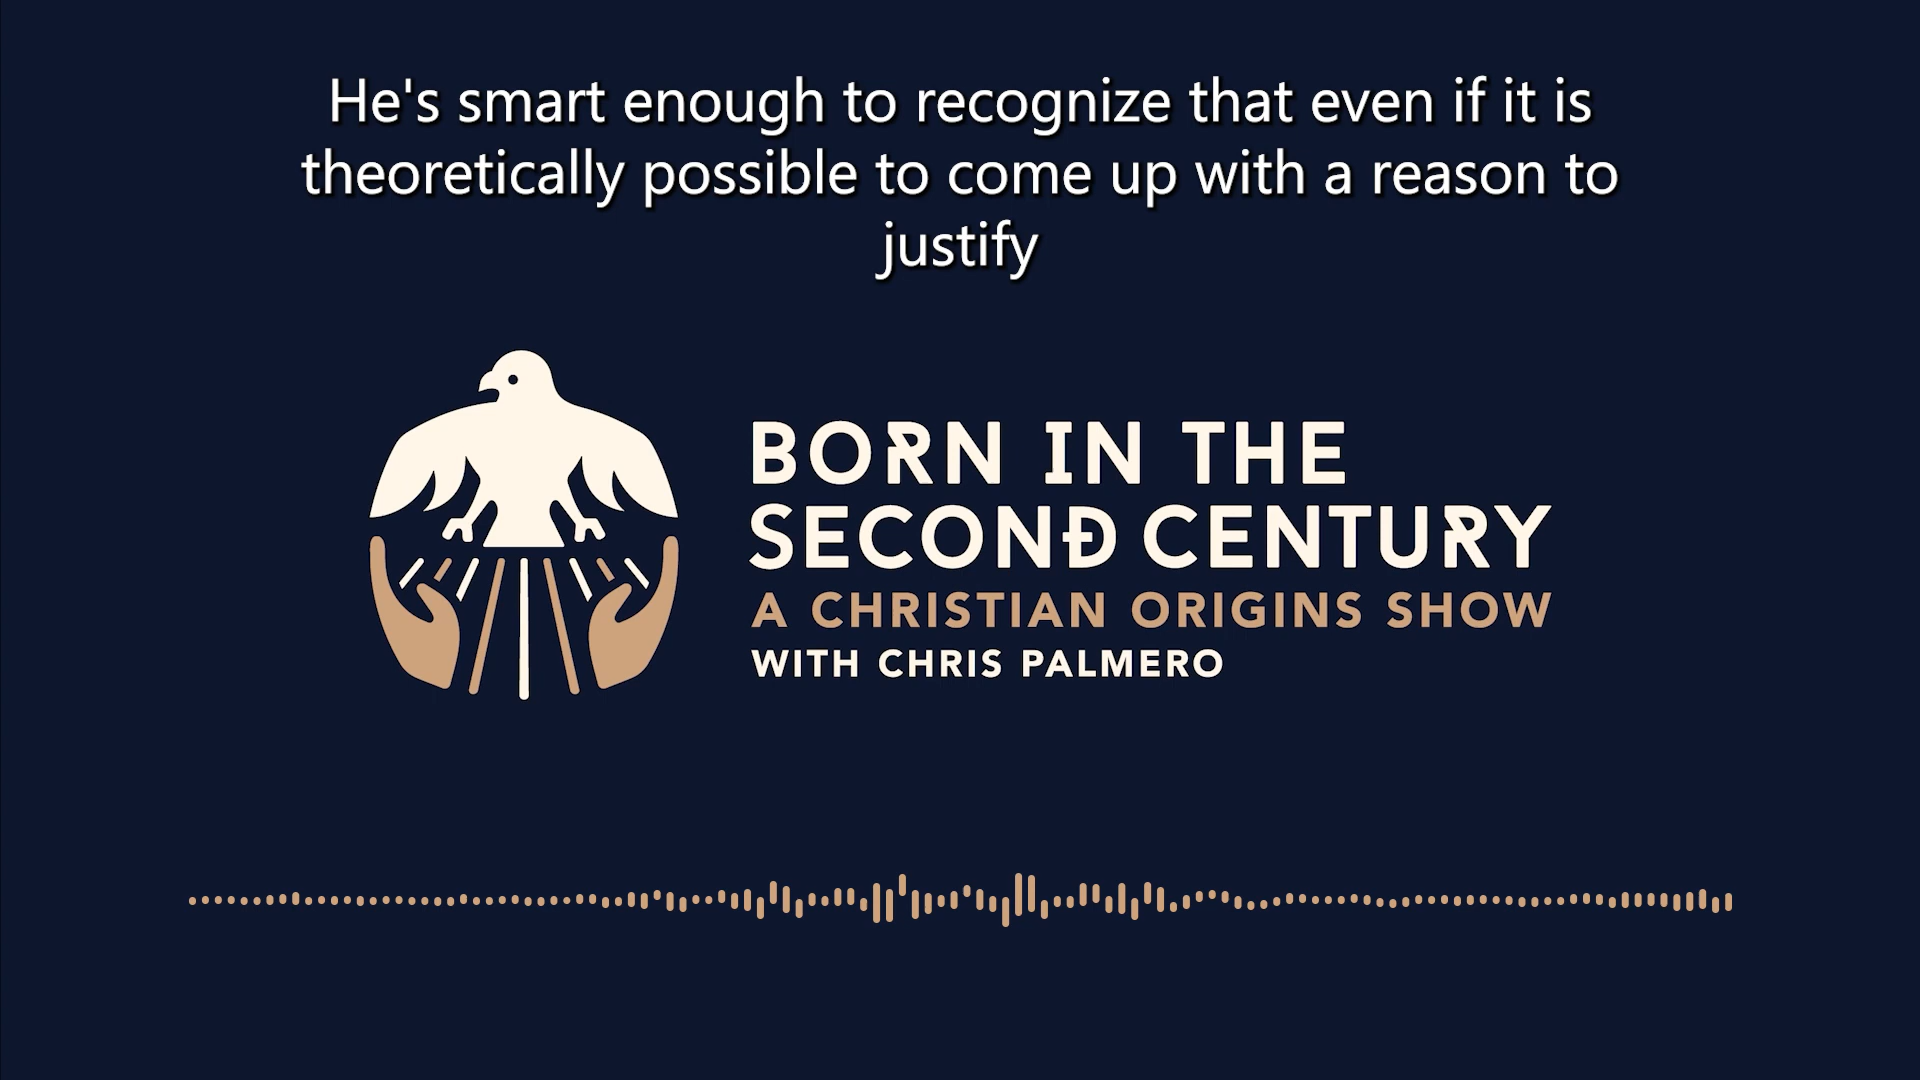 He's smart enough to recognize that even if it is
theoretically possible to come up with a reason to
justify
BORN IN THE
SECOND CENTURY
A CHRISTIAN ORIGINS SHOW
WITH CHRIS PALMERO